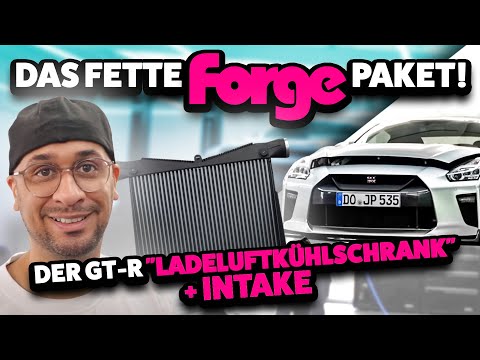 DAS FETTE forge PAKET!
DO JP 535
DER GT-R "LADELUFTKÜHLSCHRANK"
+ INTAKE